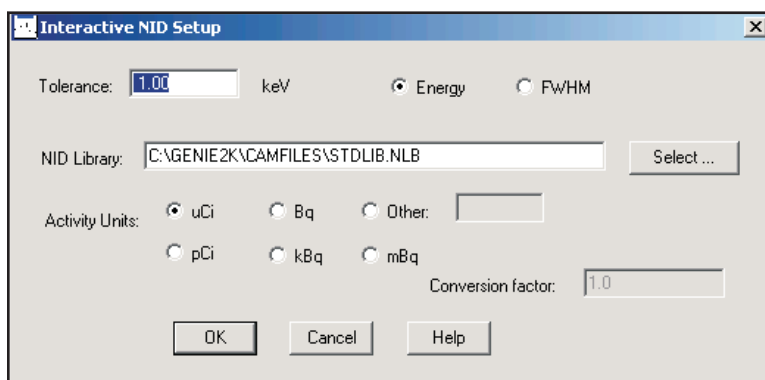 Interactive NID Setup
Tolerance: 1.00 keV Energy FWHM
NID Library: C:\GENIE2K\CAMFILES\STDLIB.NLB Select ...
Activity Units: uCi Bq Other:
pCi kBq mBq
Conversion factor: 1.0
OK Cancel Help